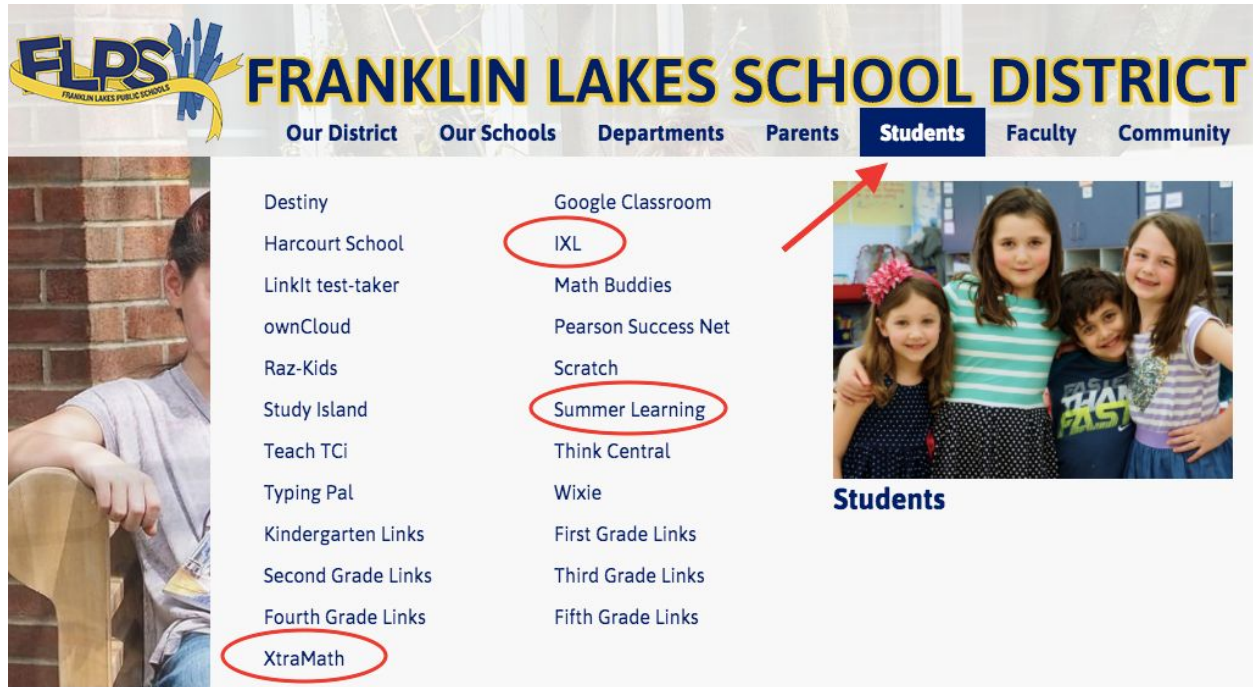 FLPS
FRANKLIN LAKES PUBLIC SCHOOLS
FRANKLIN LAKES SCHOOL DISTRICT
Our District Our Schools Departments Parents Students Faculty Community
Destiny Google Classroom
Harcourt School IXL
LinkIt test-taker Math Buddies
ownCloud Pearson Success Net
Raz-Kids Scratch
Study Island Summer Learning
Teach TCi Think Central
Typing Pal Wixie
Kindergarten Links First Grade Links
Second Grade Links Third Grade Links
Fourth Grade Links Fifth Grade Links
XtraMath
FAST
THAN
FAST
Students